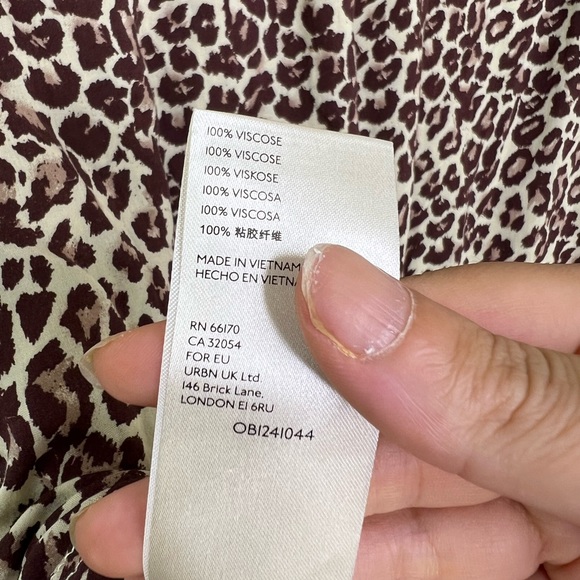 100% VISCOSE
100% VISCOSE
100% VISKOSE
100% VISCOSA
100% VISCOSA
100% 粘胶纤维
MADE IN VIETNAM
HECHO EN
RN 66170
CA 32054
FOR EU
URBN UK Ltd.
146 Brick Lane,
LONDON E1 6RU
OB1241044